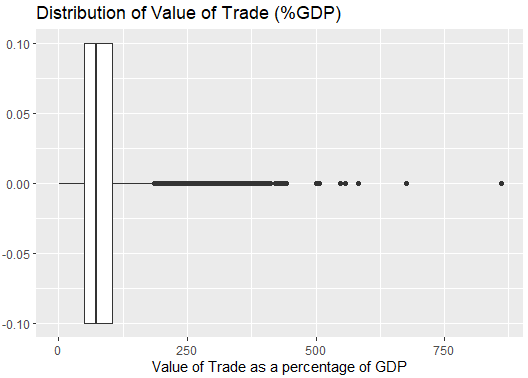 Distribution of Value of Trade (%GDP)
0.10
0.05
0.00
-0.05
-0.10
0 250 500 750
Value of Trade as a percentage of GDP